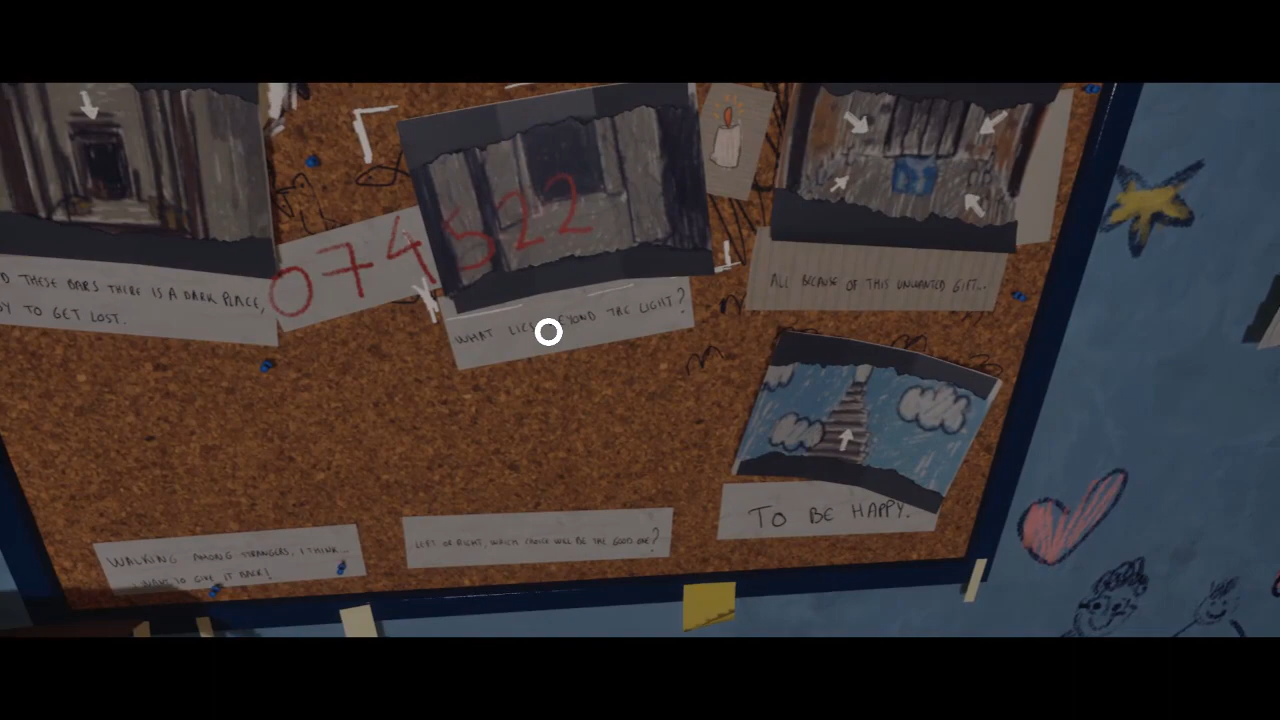 D THESE BARS THERE IS A DARK PLACE,
SY TO GET LOST.
074522
WHAT LIES BEYOND THE LIGHT?
ALL BECAUSE OF THIS UNWANTED GIFT...
TO BE HAPPY.
WALKING AMONG STRANGERS, I THINK...
I WANT TO GIVE IT BACK!
LEFT OR RIGHT, WHICH CHOICE WILL BE THE GOOD ONE?